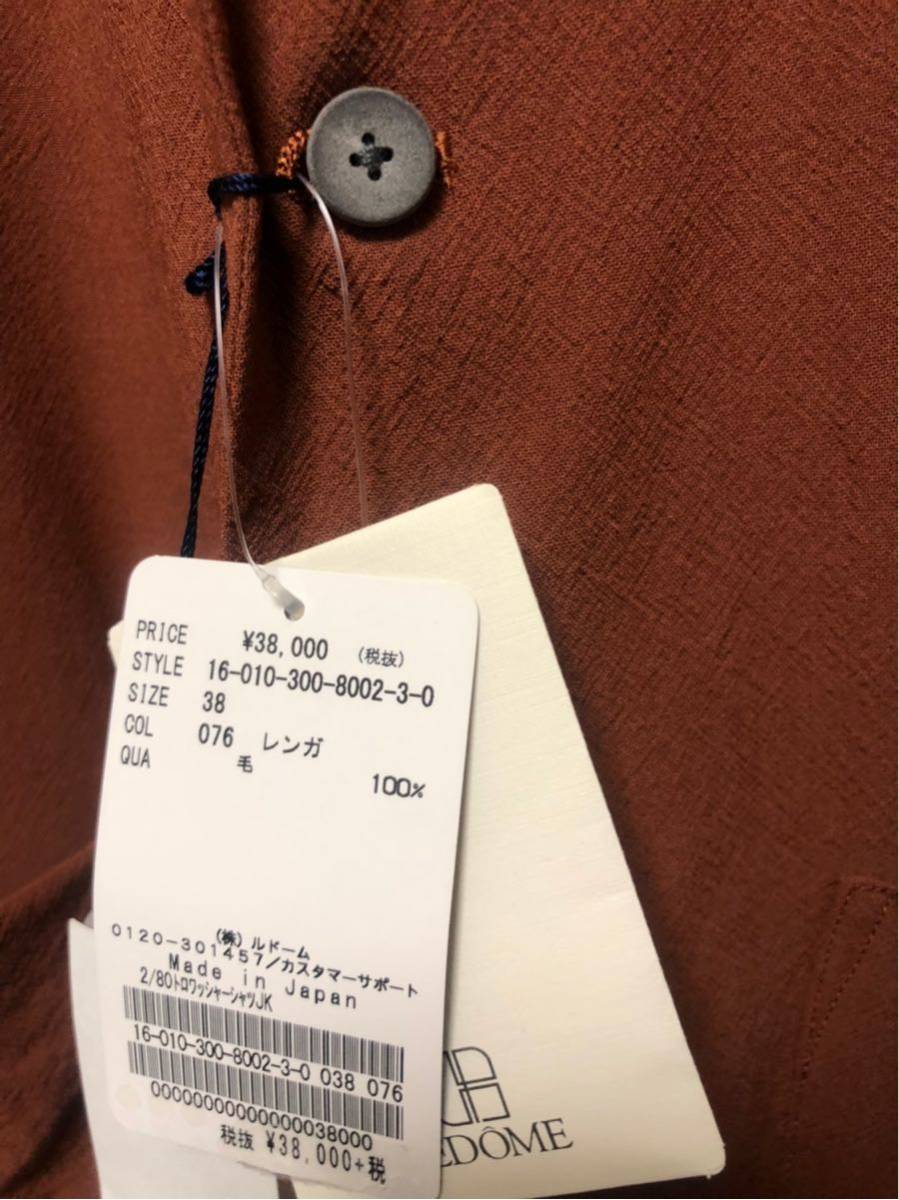 PRICE ¥38,000 (税抜)
STYLE 16-010-300-8002-3-0
SIZE 38
COL 076 レンガ
QUA 毛 100%
(株)ルドーム
0120-301457/カスタマーサポート
Made in Japan
2/80トロワッシャーシャツJK
16-010-300-8002-3-0 038 076
00000000000000038000
税抜 ¥38,000+税
EDÔME